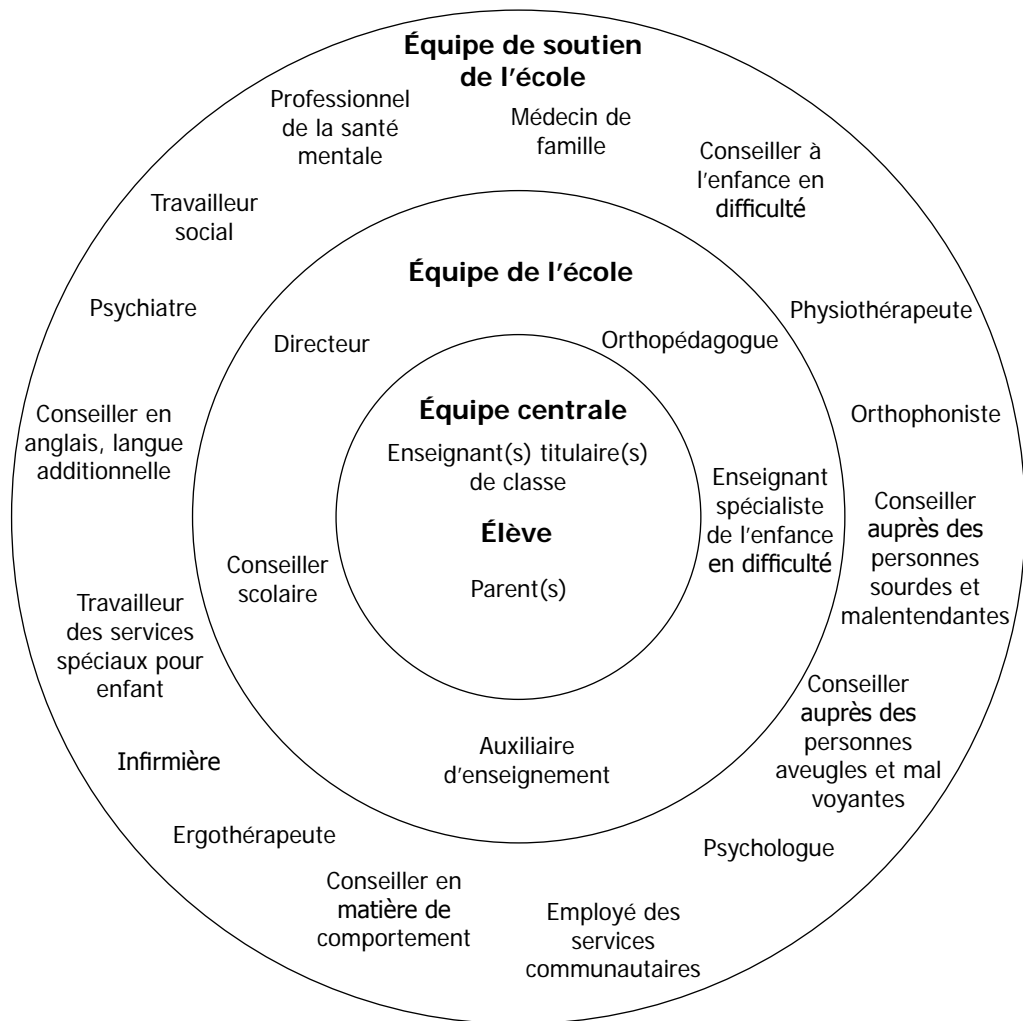 Équipe de soutien
de l'école
Professionnel
de la santé
mentale
Médecin de
famille
Conseiller à
l'enfance en
difficulté
Travailleur
social
Psychiatre
Physiothérapeute
Conseiller en
anglais, langue
additionnelle
Orthophoniste
Conseiller
auprès des
personnes
sourdes et
malentendantes
Travailleur
des services
spéciaux pour
enfant
Conseiller
auprès des
personnes
aveugles et mal
voyantes
Infirmière
Ergothérapeute
Psychologue
Conseiller en
matière de
comportement
Employé des
services
communautaires
Équipe de l'école
Directeur
Orthopédagogue
Enseignant
spécialiste
de l'enfance
en difficulté
Conseiller
scolaire
Auxiliaire
d'enseignement
Équipe centrale
Enseignant(s) titulaire(s)
de classe
Élève
Parent(s)